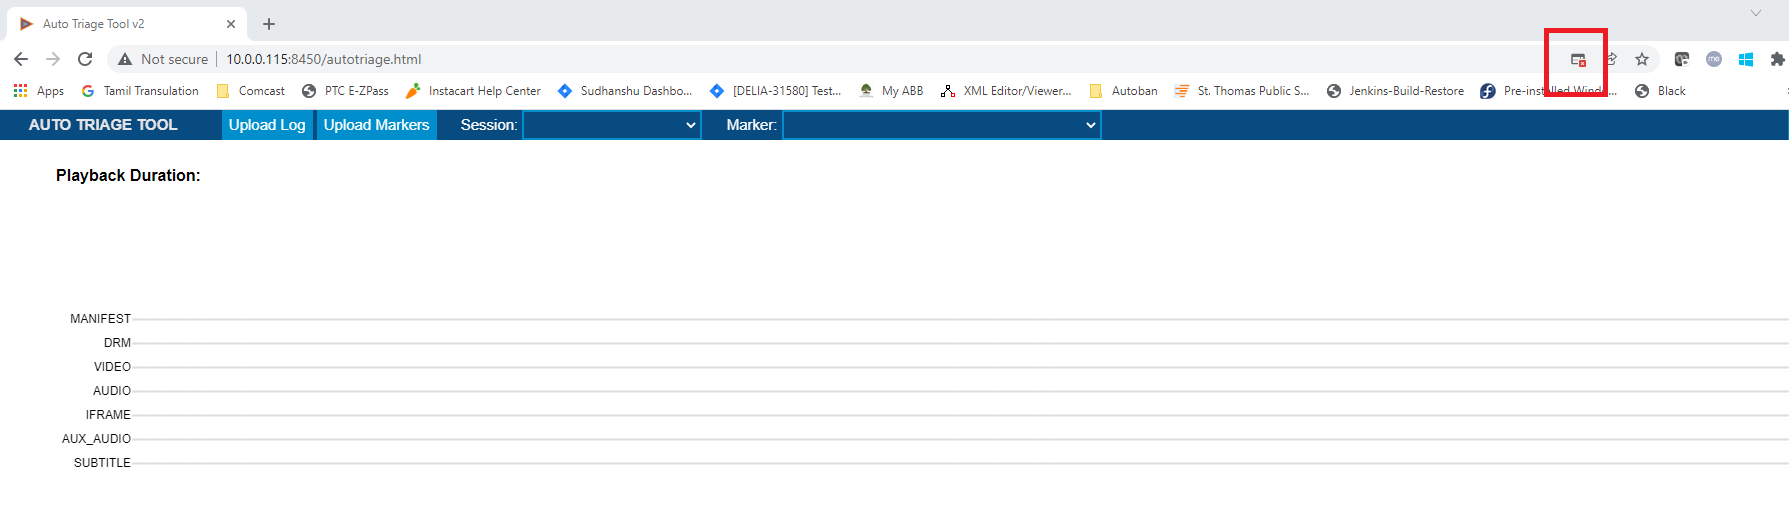 Auto Triage Tool v2
Not secure 10.0.0.115:8450/autotriage.html
Apps Tamil Translation Comcast PTC E-ZPass Instacart Help Center Sudhanshu Dashbo... [DELIA-31580] Test... My ABB XML Editor/Viewer... Autoban St. Thomas Public S... Jenkins-Build-Restore Pre-installed Windo... Black
AUTO TRIAGE TOOL Upload Log Upload Markers Session: Marker:
Playback Duration:
MANIFEST
DRM
VIDEO
AUDIO
IFRAME
AUX_AUDIO
SUBTITLE